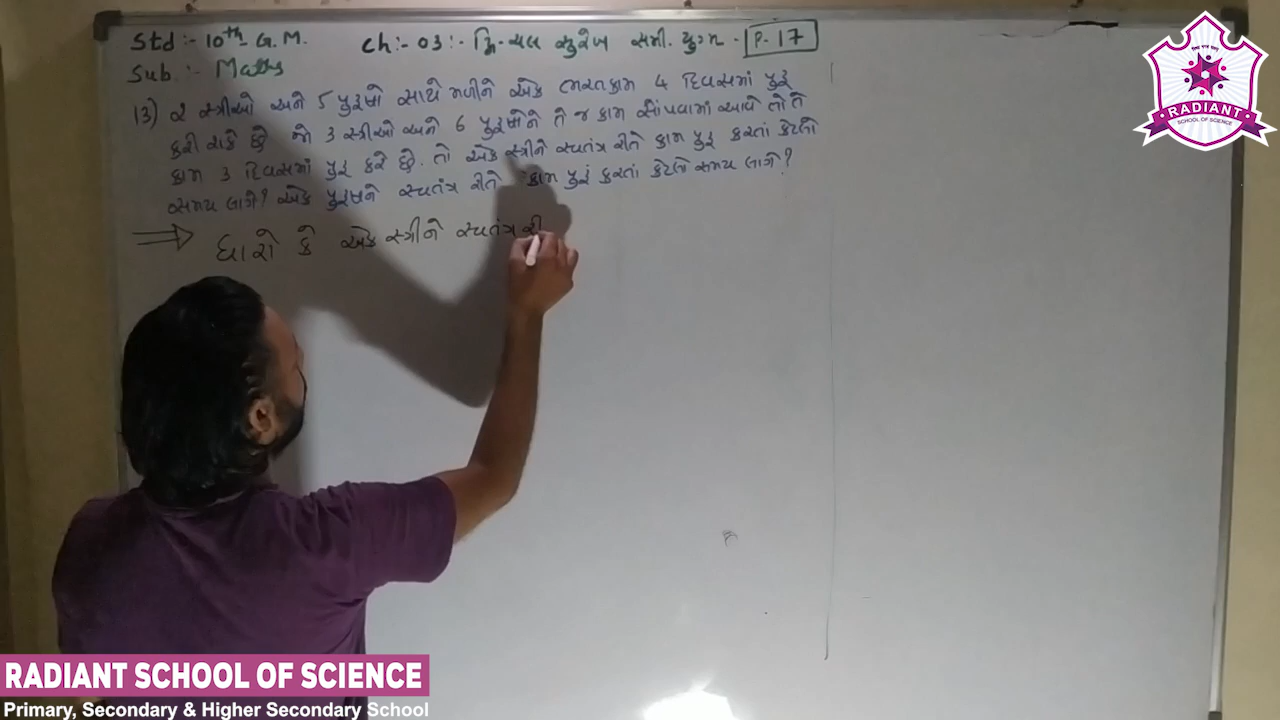 Std :- 10th G.M. Ch:- 03 :- દ્વિ-ચલ સુરેખ સમી. યુગ્મ - P-17
Sub :- Maths
13) 2 સ્ત્રીઓ અને 5 પુરુષો સાથે મળીને એક ભરતકામ 4 દિવસમાં પુરું
કરી શકે છે. જો 3 સ્ત્રીઓ અને 6 પુરુષોને તે જ કામ સોંપવામાં આવે તો તે
કામ 3 દિવસમાં પુરું કરે છે. તો એક સ્ત્રીને સ્વતંત્ર રીતે કામ પુરું કરતાં કેટલો
સમય લાગે? એક પુરુષને સ્વતંત્ર રીતે કામ પુરું કરતાં કેટલો સમય લાગે?
⇒ ધારો કે એક સ્ત્રીને સ્વતંત્ર રી
RADIANT
SCHOOL OF SCIENCE
RADIANT SCHOOL OF SCIENCE
Primary, Secondary & Higher Secondary School